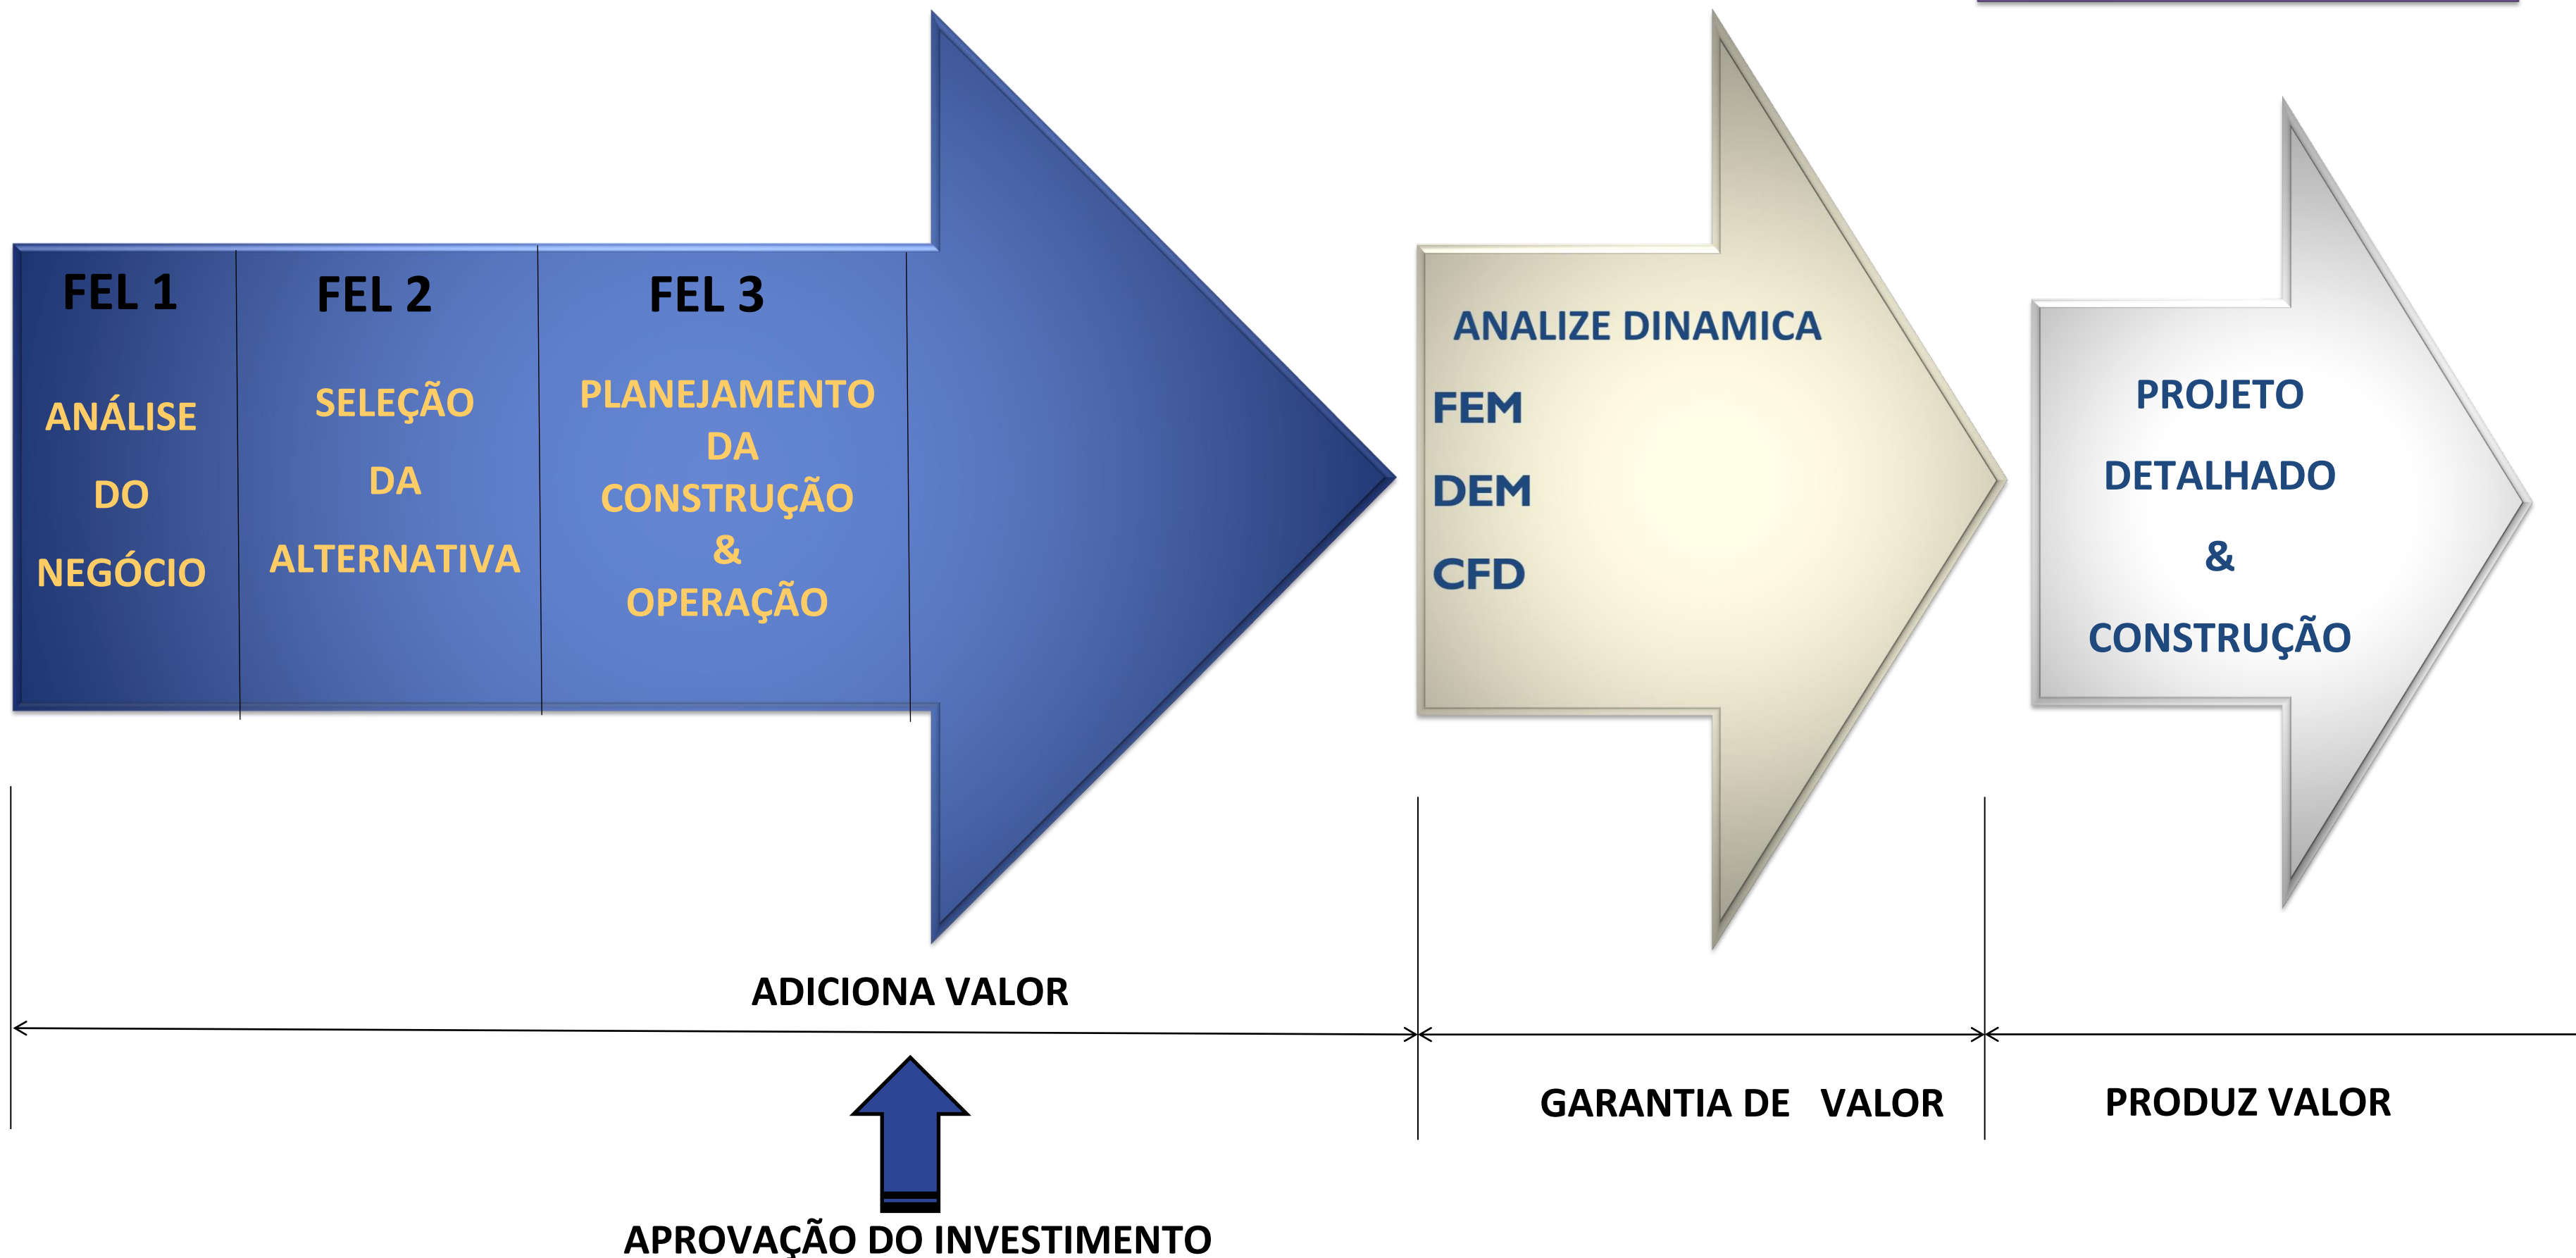 FEL 1
ANÁLISE
DO
NEGÓCIO
FEL 2
SELEÇÃO
DA
ALTERNATIVA
FEL 3
PLANEJAMENTO
DA
CONSTRUÇÃO
&
OPERAÇÃO
ANALIZE DINAMICA
FEM
DEM
CFD
PROJETO
DETALHADO
&
CONSTRUÇÃO
ADICIONA VALOR
GARANTIA DE VALOR
PRODUZ VALOR
APROVAÇÃO DO INVESTIMENTO